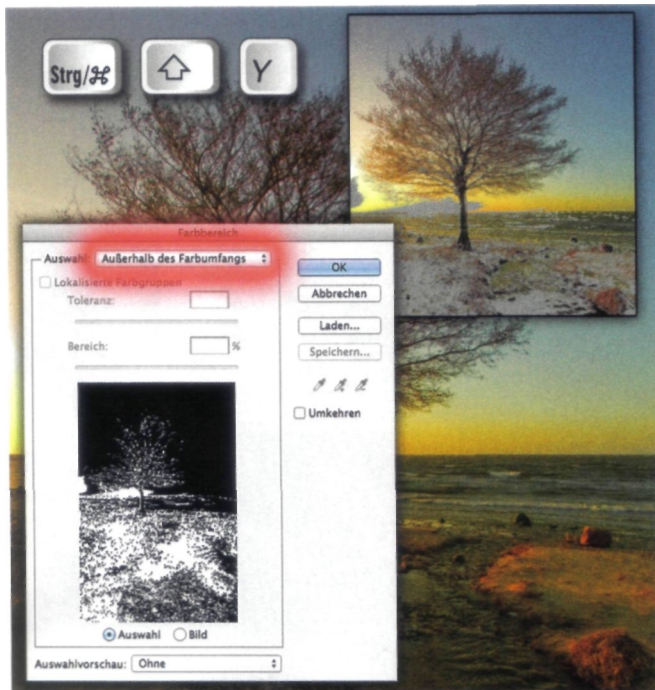 Strg/⌘ ⇧ Y
Farbbereich
Auswahl: Außerhalb des Farbumfangs
Lokalisierte Farbgruppen
Toleranz:
Bereich: %
OK
Abbrechen
Laden...
Speichern...
Umkehren
Auswahl Bild
Auswahlvorschau: Ohne